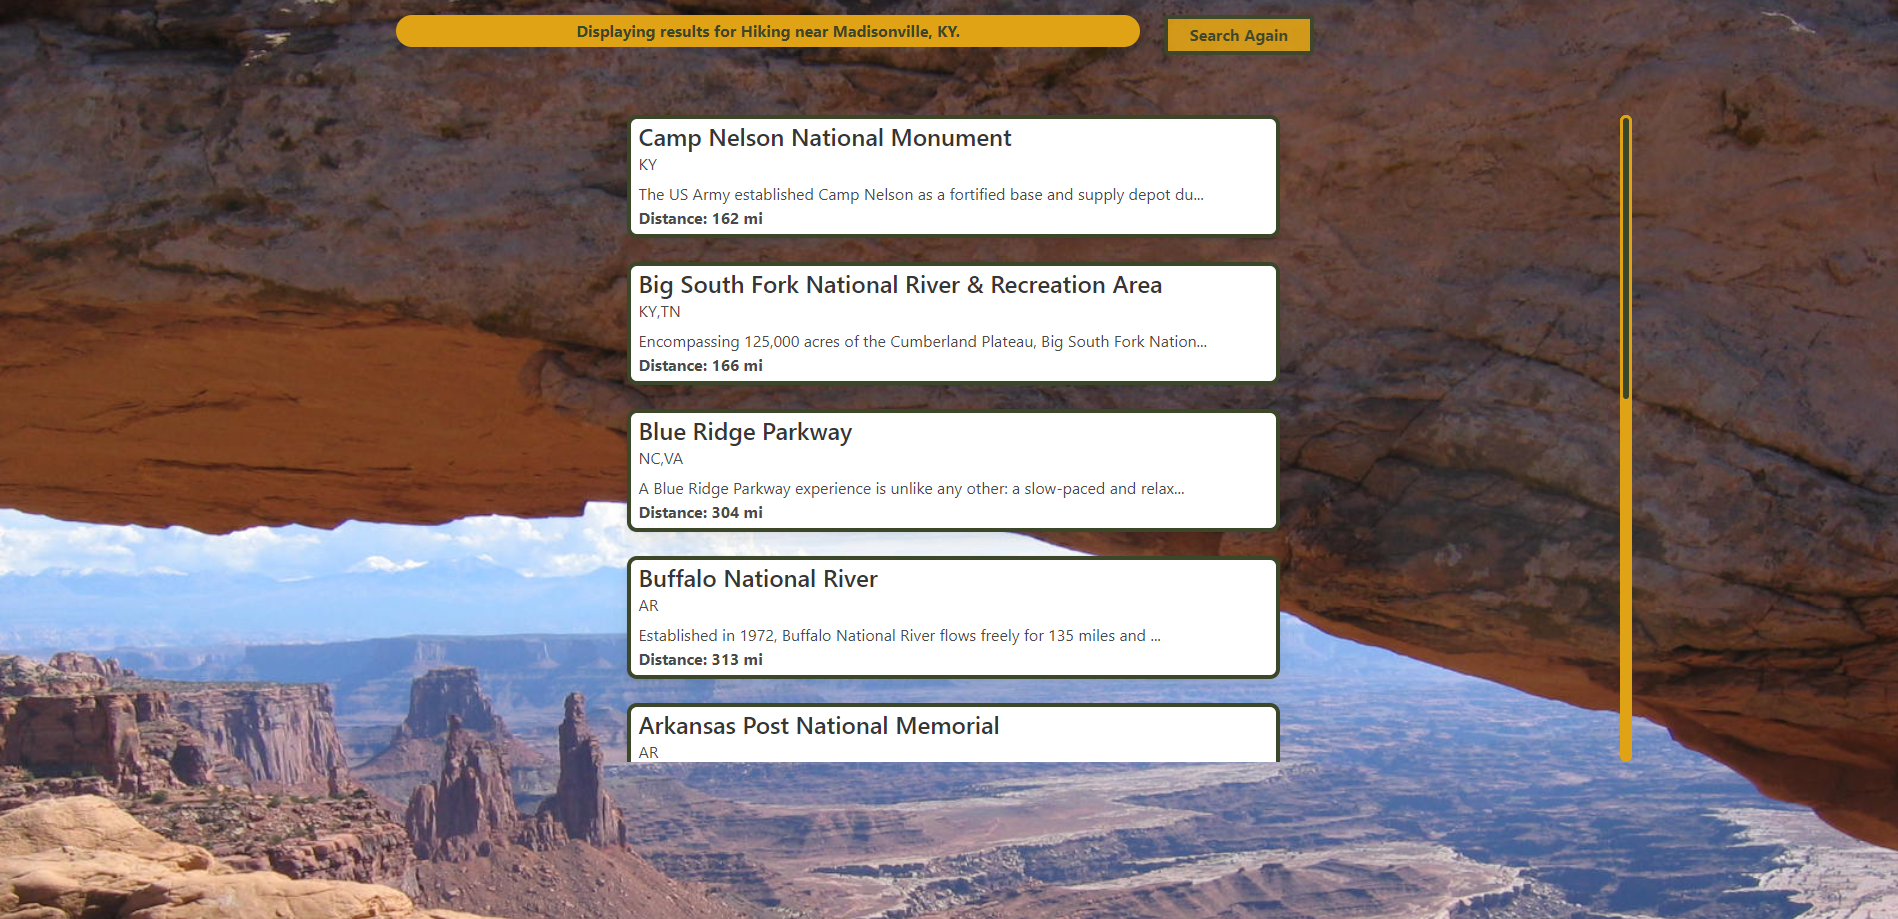 Displaying results for Hiking near Madisonville, KY.
Search Again
Camp Nelson National Monument
KY
The US Army established Camp Nelson as a fortified base and supply depot du...
Distance: 162 mi
Big South Fork National River & Recreation Area
KY,TN
Encompassing 125,000 acres of the Cumberland Plateau, Big South Fork Nation...
Distance: 166 mi
Blue Ridge Parkway
NC,VA
A Blue Ridge Parkway experience is unlike any other: a slow-paced and relax...
Distance: 304 mi
Buffalo National River
AR
Established in 1972, Buffalo National River flows freely for 135 miles and ...
Distance: 313 mi
Arkansas Post National Memorial
AR